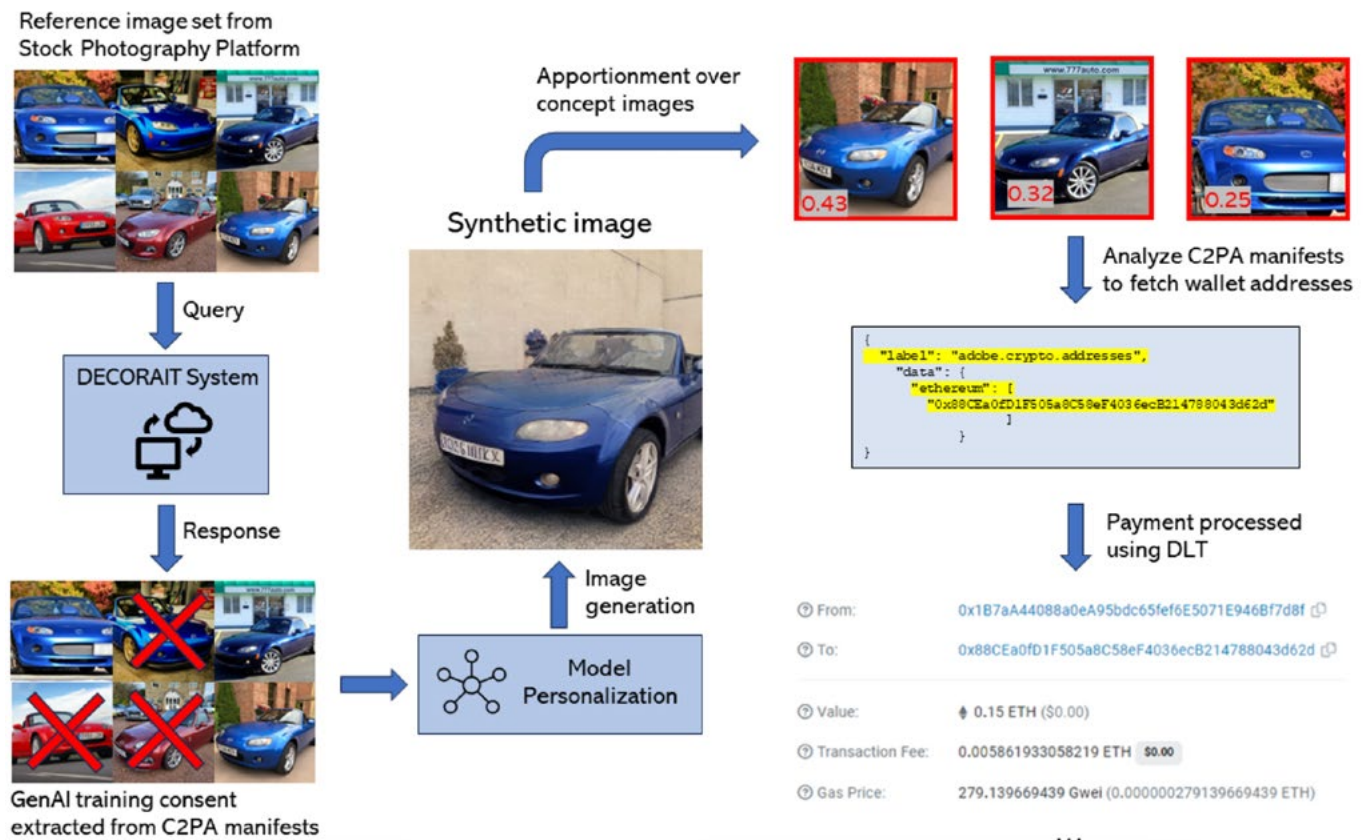 Reference image set from
Stock Photography Platform
www.777auto.com
Query
DECORAIT System
Response
www.777auto.com
GenAI training consent
extracted from C2PA manifests
Model
Personalization
Image
generation
Synthetic image
Apportionment over
concept images
0.43
www.777auto.com
0.32
0.25
Analyze C2PA manifests
to fetch wallet addresses
{
"label": "adobe.crypto.addresses",
"data": {
"ethereum": [
"0x88CEa0fD1F505a8C58eF4036ecB214788043d62d"
]
}
}
Payment processed
using DLT
From: 0x1B7aA44088a0eA95bdc65fef6E5071E946Bf7d8f
To: 0x88CEa0fD1F505a8C58eF4036ecB214788043d62d
Value: 0.15 ETH ($0.00)
Transaction Fee: 0.005861933058219 ETH $0.00
Gas Price: 279.139669439 Gwei (0.000000279139669439 ETH)